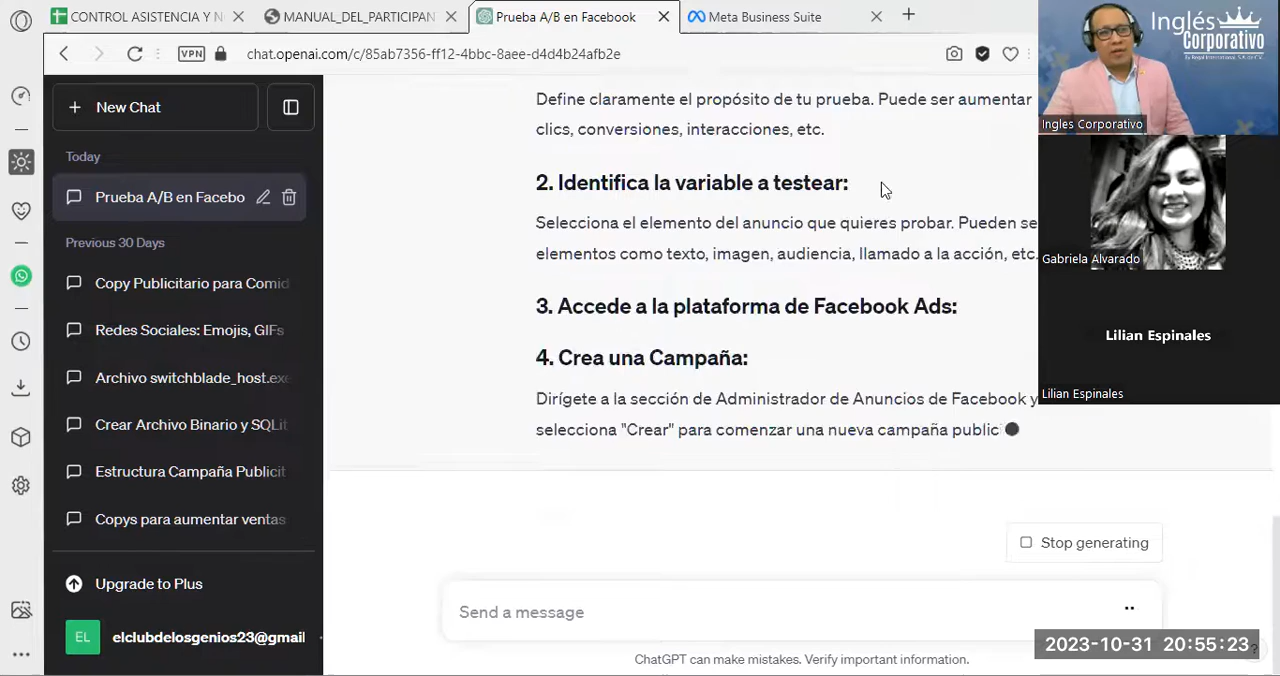 CONTROL ASISTENCIA Y N
MANUAL_DEL_PARTICIPAN
Prueba A/B en Facebook
Meta Business Suite
VPN
chat.openai.com/c/85ab7356-ff12-4bbc-8aee-d4d4b24afb2e
New Chat
Today
Prueba A/B en Facebo
Previous 30 Days
Copy Publicitario para Comid
Redes Sociales: Emojis, GIFs
Archivo switchblade_host.exe
Crear Archivo Binario y SQLit
Estructura Campaña Publicit
Copys para aumentar ventas
Upgrade to Plus
EL
elclubdelosgenios23@gmail
Define claramente el propósito de tu prueba. Puede ser aumentar
clics, conversiones, interacciones, etc.
2. Identifica la variable a testear:
Selecciona el elemento del anuncio que quieres probar. Pueden se
elementos como texto, imagen, audiencia, llamado a la acción, etc.
3. Accede a la plataforma de Facebook Ads:
4. Crea una Campaña:
Dirígete a la sección de Administrador de Anuncios de Facebook y
selecciona "Crear" para comenzar una nueva campaña public
Stop generating
Send a message
ChatGPT can make mistakes. Verify important information.
Inglés
Corporativo
Ingles Corporativo
Gabriela Alvarado
Lilian Espinales
Lilian Espinales
2023-10-31 20:55:23